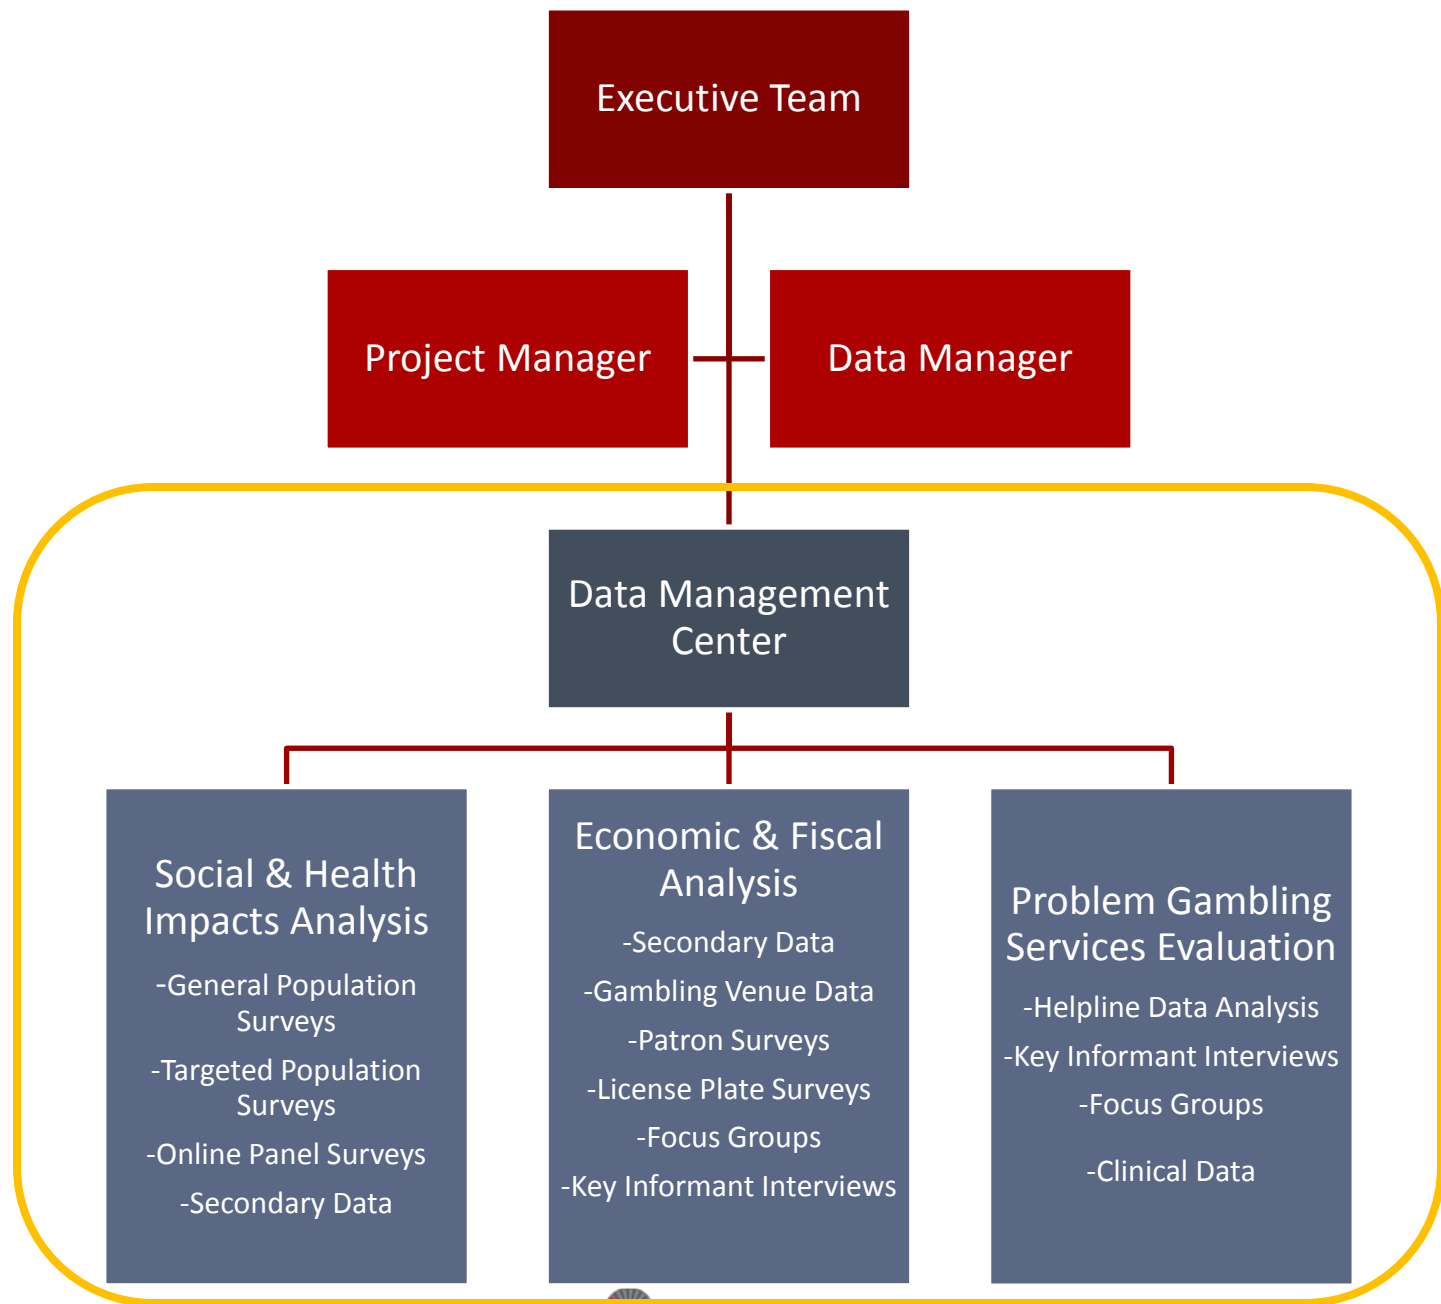 Executive Team
Project Manager
Data Manager
Data Management
Center
Social & Health
Impacts Analysis
-General Population
Surveys
-Targeted Population
Surveys
-Online Panel Surveys
-Secondary Data
Economic & Fiscal
Analysis
-Secondary Data
-Gambling Venue Data
-Patron Surveys
-License Plate Surveys
-Focus Groups
-Key Informant Interviews
Problem Gambling
Services Evaluation
-Helpline Data Analysis
-Key Informant Interviews
-Focus Groups
-Clinical Data